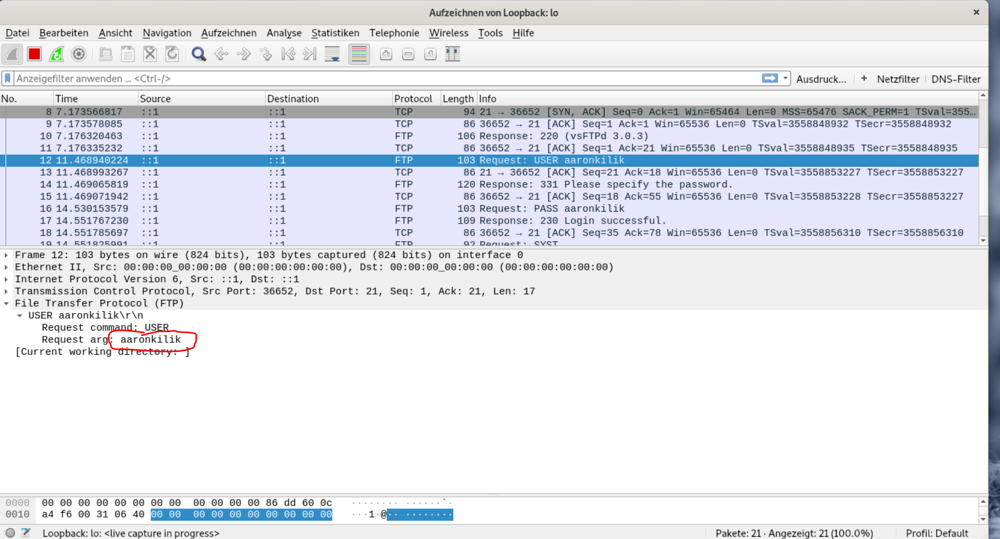 Aufzeichnen von Loopback: lo
Datei Bearbeiten Ansicht Navigation Aufzeichnen Analyse Statistiken Telephonie Wireless Tools Hilfe
Anzeigefilter anwenden ... <Ctrl-/> Ausdruck... + Netzfilter DNS-Filter
No. Time Source Destination Protocol Length Info
8 7.173566817 ::1 ::1 TCP 94 21 → 36652 [SYN, ACK] Seq=0 Ack=1 Win=65464 Len=0 MSS=65476 SACK_PERM=1 TSval=355…
9 7.173578085 ::1 ::1 TCP 86 36652 → 21 [ACK] Seq=1 Ack=1 Win=65536 Len=0 TSval=3558848932 TSecr=3558848932
10 7.176320463 ::1 ::1 FTP 106 Response: 220 (vsFTPd 3.0.3)
11 7.176335232 ::1 ::1 TCP 86 36652 → 21 [ACK] Seq=1 Ack=21 Win=65536 Len=0 TSval=3558848935 TSecr=3558848935
12 11.468940224 ::1 ::1 FTP 103 Request: USER aaronkilik
13 11.468993267 ::1 ::1 TCP 86 21 → 36652 [ACK] Seq=21 Ack=18 Win=65536 Len=0 TSval=3558853227 TSecr=3558853227
14 11.469065819 ::1 ::1 FTP 120 Response: 331 Please specify the password.
15 11.469071942 ::1 ::1 TCP 86 36652 → 21 [ACK] Seq=18 Ack=55 Win=65536 Len=0 TSval=3558853228 TSecr=3558853227
16 14.530153579 ::1 ::1 FTP 103 Request: PASS aaronkilik
17 14.551767230 ::1 ::1 FTP 109 Response: 230 Login successful.
18 14.551785697 ::1 ::1 TCP 86 36652 → 21 [ACK] Seq=35 Ack=78 Win=65536 Len=0 TSval=3558856310 TSecr=3558856310
19 14.551825991 ::1 ::1 FTP 92 Request: SYST
Frame 12: 103 bytes on wire (824 bits), 103 bytes captured (824 bits) on interface 0
Ethernet II, Src: 00:00:00_00:00:00 (00:00:00:00:00:00), Dst: 00:00:00_00:00:00 (00:00:00:00:00:00)
Internet Protocol Version 6, Src: ::1, Dst: ::1
Transmission Control Protocol, Src Port: 36652, Dst Port: 21, Seq: 1, Ack: 21, Len: 17
File Transfer Protocol (FTP)
USER aaronkilik\r\n
Request command: USER
Request arg: aaronkilik
[Current working directory: ]
0000 00 00 00 00 00 00 00 00 00 00 00 00 86 dd 60 0c ········ ······`·
0010 a4 f6 00 31 06 40 00 00 00 00 00 00 00 00 00 00 ···1·@·· ········
Loopback: lo: <live capture in progress> Pakete: 21 · Angezeigt: 21 (100.0%) Profil: Default